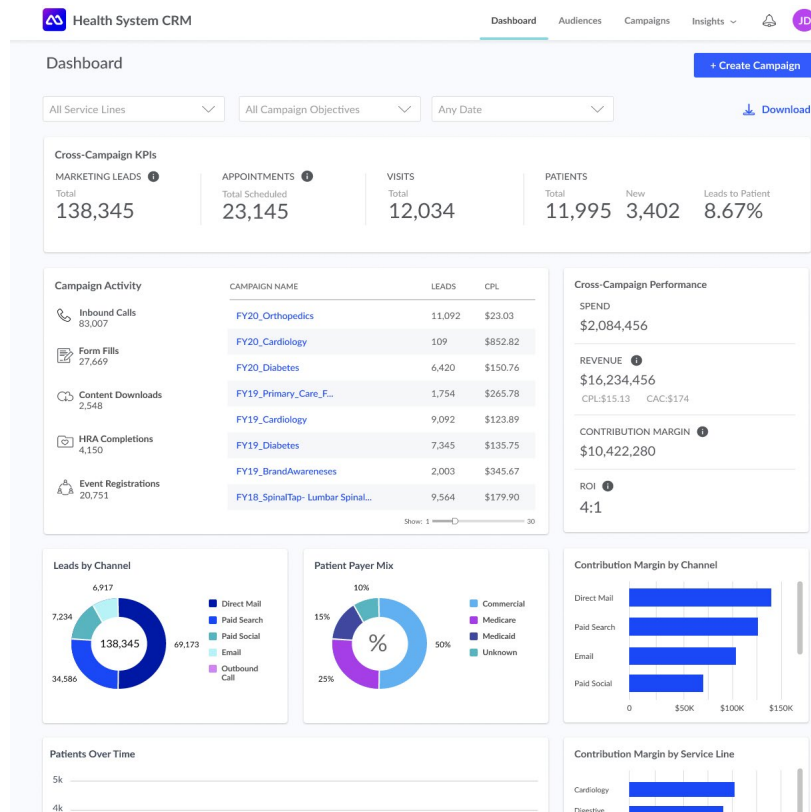 Health System CRM
Dashboard
Audiences
Campaigns
Insights
JD
Dashboard
+ Create Campaign
All Service Lines
All Campaign Objectives
Any Date
Download
Cross-Campaign KPIs
MARKETING LEADS
Total
138,345
APPOINTMENTS
Total Scheduled
23,145
VISITS
Total
12,034
PATIENTS
Total New Leads to Patient
11,995 3,402 8.67%
Campaign Activity
Inbound Calls
83,007
Form Fills
27,669
Content Downloads
2,548
HRA Completions
4,150
Event Registrations
20,751
CAMPAIGN NAME LEADS CPL
FY20_Orthopedics 11,092 $23.03
FY20_Cardiology 109 $852.82
FY20_Diabetes 6,420 $150.76
FY19_Primary_Care_F... 1,754 $265.78
FY19_Cardiology 9,092 $123.89
FY19_Diabetes 7,345 $135.75
FY19_BrandAwareneses 2,003 $345.67
FY18_SpinalTap- Lumbar Spinal... 9,564 $179.90
Show: 1 30
Cross-Campaign Performance
SPEND
$2,084,456
REVENUE
$16,234,456
CPL:$15.13 CAC:$174
CONTRIBUTION MARGIN
$10,422,280
ROI
4:1
Leads by Channel
6,917
7,234
138,345
69,173
34,586
Direct Mail
Paid Search
Paid Social
Email
Outbound
Call
Patient Payer Mix
10%
15%
%
50%
25%
Commercial
Medicare
Medicaid
Unknown
Contribution Margin by Channel
Direct Mail
Paid Search
Email
Paid Social
0 $50K $100K $150K
Patients Over Time
5k
4k
Contribution Margin by Service Line
Cardiology
Digestive